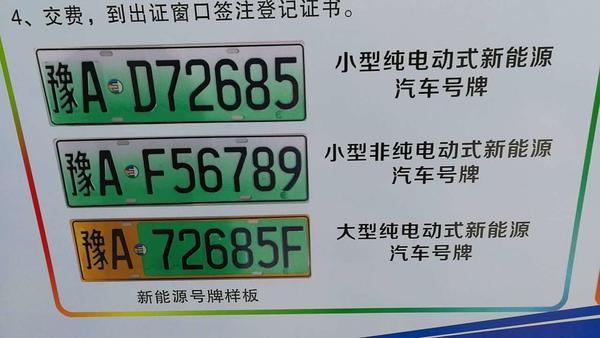 4、交费，到出证窗口签注登记证书。
豫A D72685
小型纯电动式新能源
汽车号牌
豫A F56789
小型非纯电动式新能源
汽车号牌
豫A 72685F
大型纯电动式新能源
汽车号牌
新能源号牌样板